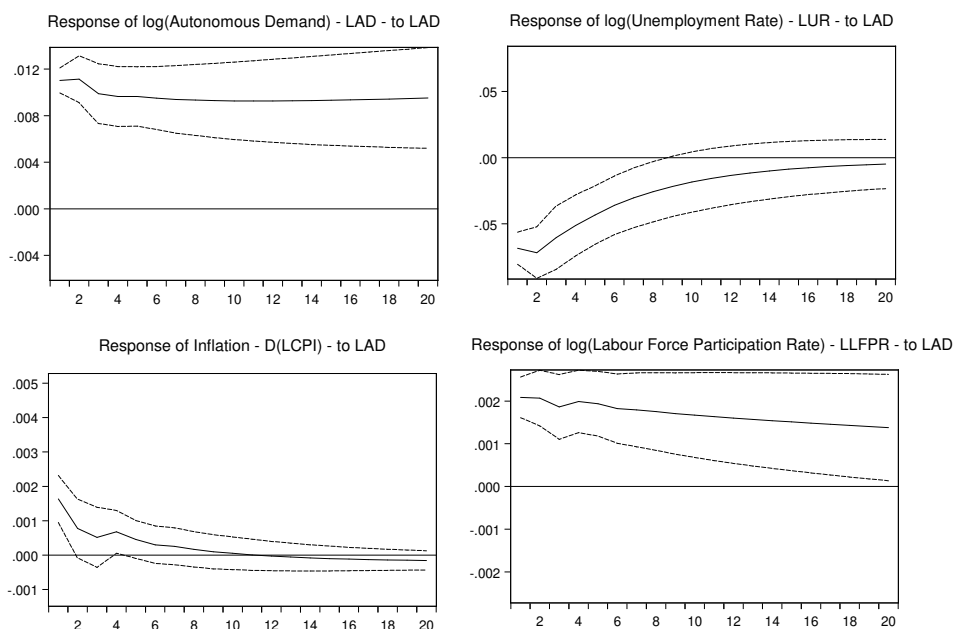 Response of log(Autonomous Demand) - LAD - to LAD
.012
.008
.004
.000
-.004
2 4 6 8 10 12 14 16 18 20
Response of log(Unemployment Rate) - LUR - to LAD
.05
.00
-.05
2 4 6 8 10 12 14 16 18 20
Response of Inflation - D(LCPI) - to LAD
.005
.004
.003
.002
.001
.000
-.001
2 4 6 8 10 12 14 16 18 20
Response of log(Labour Force Participation Rate) - LLFPR - to LAD
.002
.001
.000
-.001
-.002
2 4 6 8 10 12 14 16 18 20